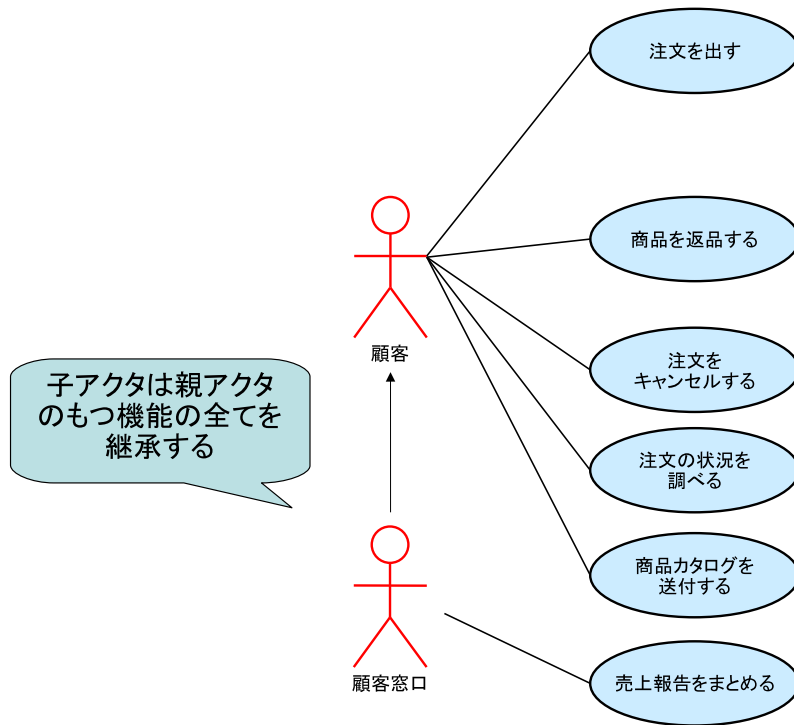 注文を出す
商品を返品する
顧客
注文を
キャンセルする
子アクタは親アクタ
のもつ機能の全てを
継承する
注文の状況を
調べる
商品カタログを
送付する
顧客窓口
売上報告をまとめる